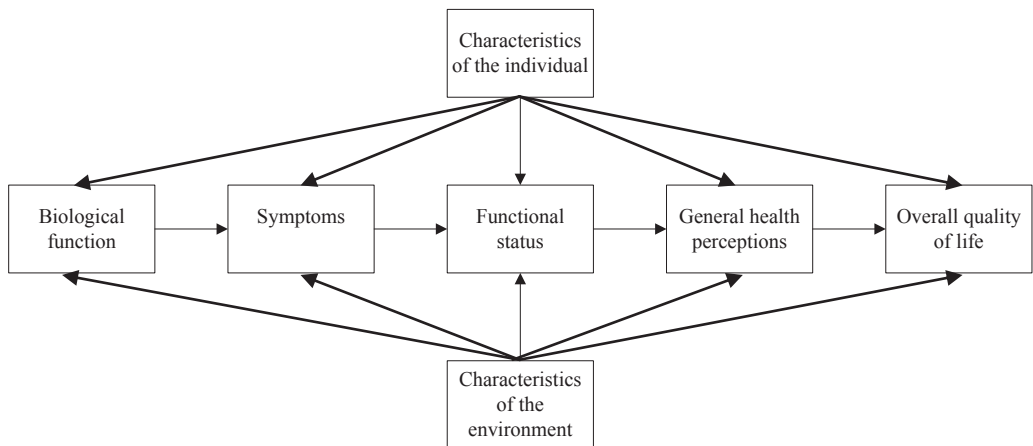 Characteristics
of the individual
Biological
function
Symptoms
Functional
status
General health
perceptions
Overall quality
of life
Characteristics
of the
environment